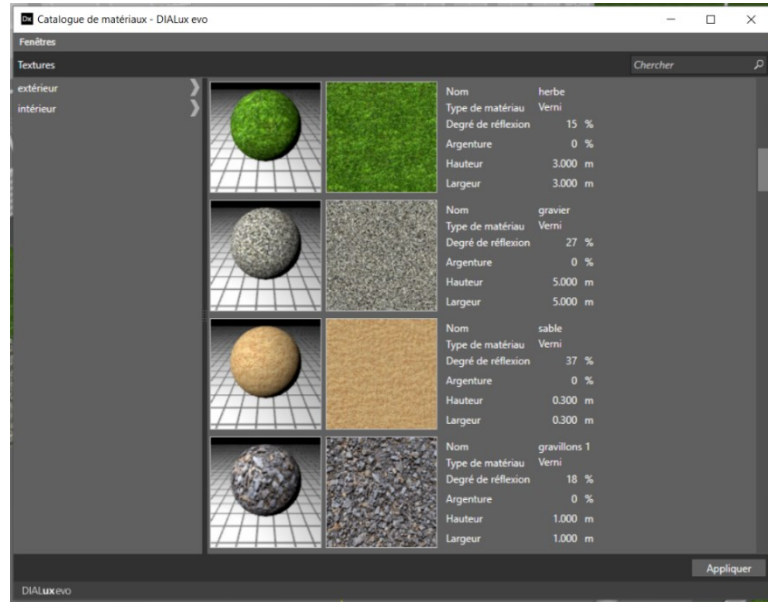 Dx Catalogue de matériaux - DIALux evo
Fenêtres
Textures
Chercher
extérieur
intérieur
Nom herbe
Type de matériau Verni
Degré de réflexion 15 %
Argenture 0 %
Hauteur 3.000 m
Largeur 3.000 m
Nom gravier
Type de matériau Verni
Degré de réflexion 27 %
Argenture 0 %
Hauteur 5.000 m
Largeur 5.000 m
Nom sable
Type de matériau Verni
Degré de réflexion 37 %
Argenture 0 %
Hauteur 0.300 m
Largeur 0.300 m
Nom gravillons 1
Type de matériau Verni
Degré de réflexion 18 %
Argenture 0 %
Hauteur 1.000 m
Largeur 1.000 m
Appliquer
DIALux evo